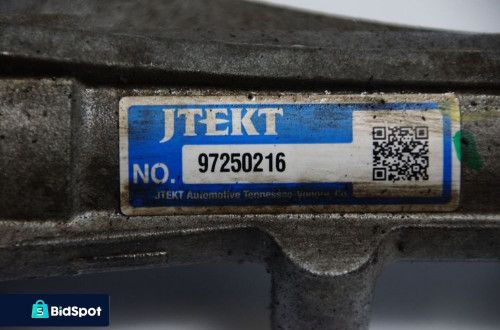 JTEKT
NO. 97250216
JTEKT Automotive Tennessee-Vonore, Co.
BidSpot